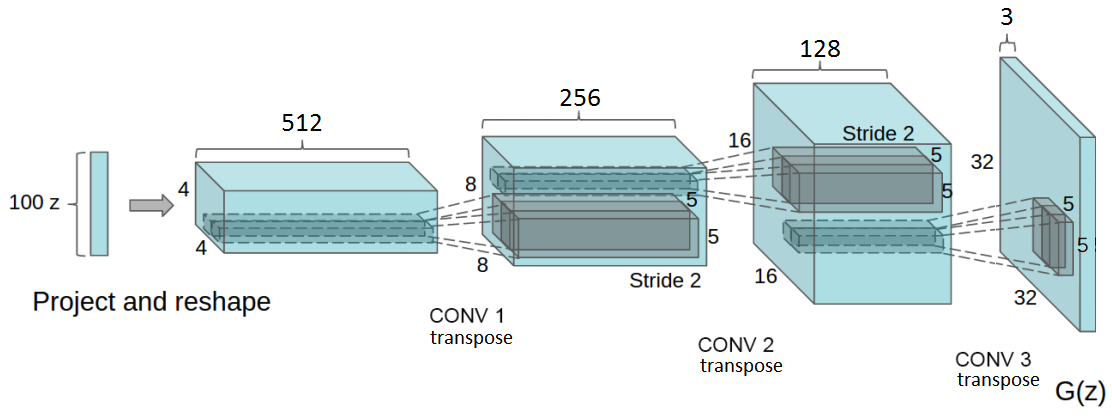 100 z
Project and reshape
512
4
4
CONV 1
transpose
256
8
8
5
5
Stride 2
CONV 2
transpose
128
16
16
Stride 2
5
5
CONV 3
transpose
3
32
32
5
5
G(z)